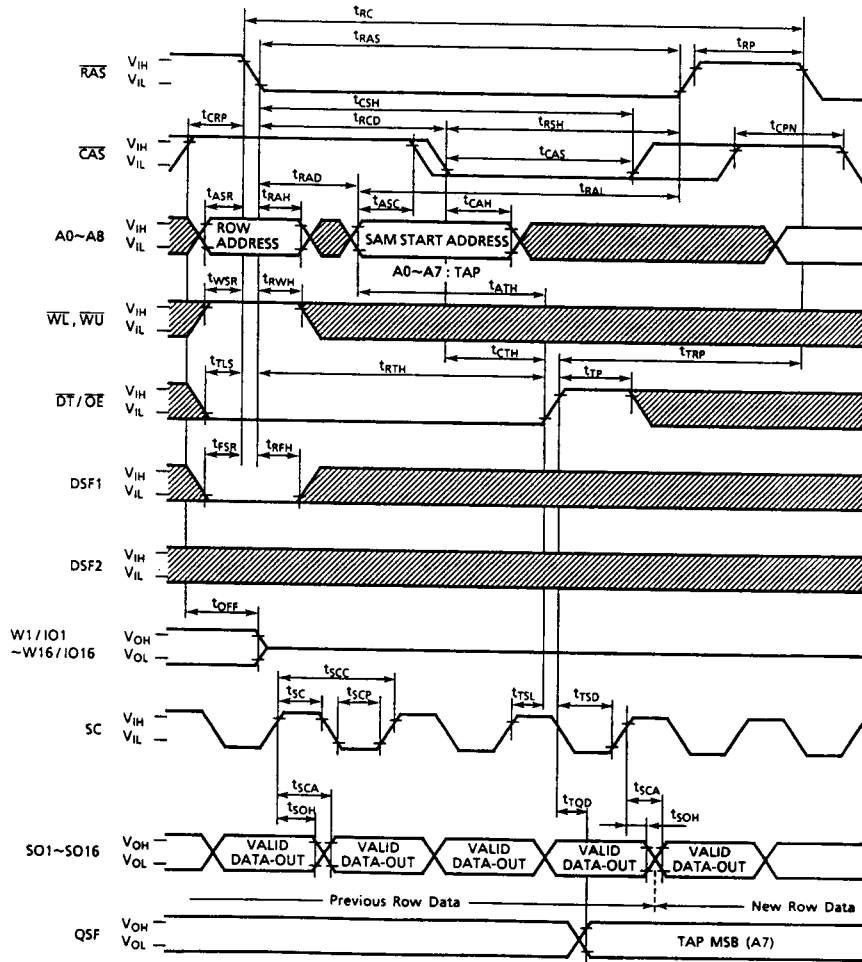 tRC
tRAS
tRP
RAS
VIH
VIL
tCSH
tCRP
tRCD
tRSH
tCPN
CAS
VIH
VIL
tCAS
tRAD
tRAL
tASR
tRAH
tASC
tCAH
A0~A8
VIH
VIL
ROW
ADDRESS
SAM START ADDRESS
A0~A7 : TAP
tWSR
tRWH
tATH
WL, WU
VIH
VIL
tCTH
tTRP
tTLS
tRTH
tTP
DT/OE
VIH
VIL
tFSR
tRFH
DSF1
VIH
VIL
DSF2
VIH
VIL
tOFF
W1/IO1
~W16/IO16
VOH
VOL
tSCC
tSC
tSCP
tTSL
tTSD
SC
VIH
VIL
tSCA
tSCA
tSOH
tTQD
tSOH
SO1~SO16
VOH
VOL
VALID
DATA-OUT
VALID
DATA-OUT
VALID
DATA-OUT
VALID
DATA-OUT
VALID
DATA-OUT
Previous Row Data
New Row Data
QSF
VOH
VOL
TAP MSB (A7)